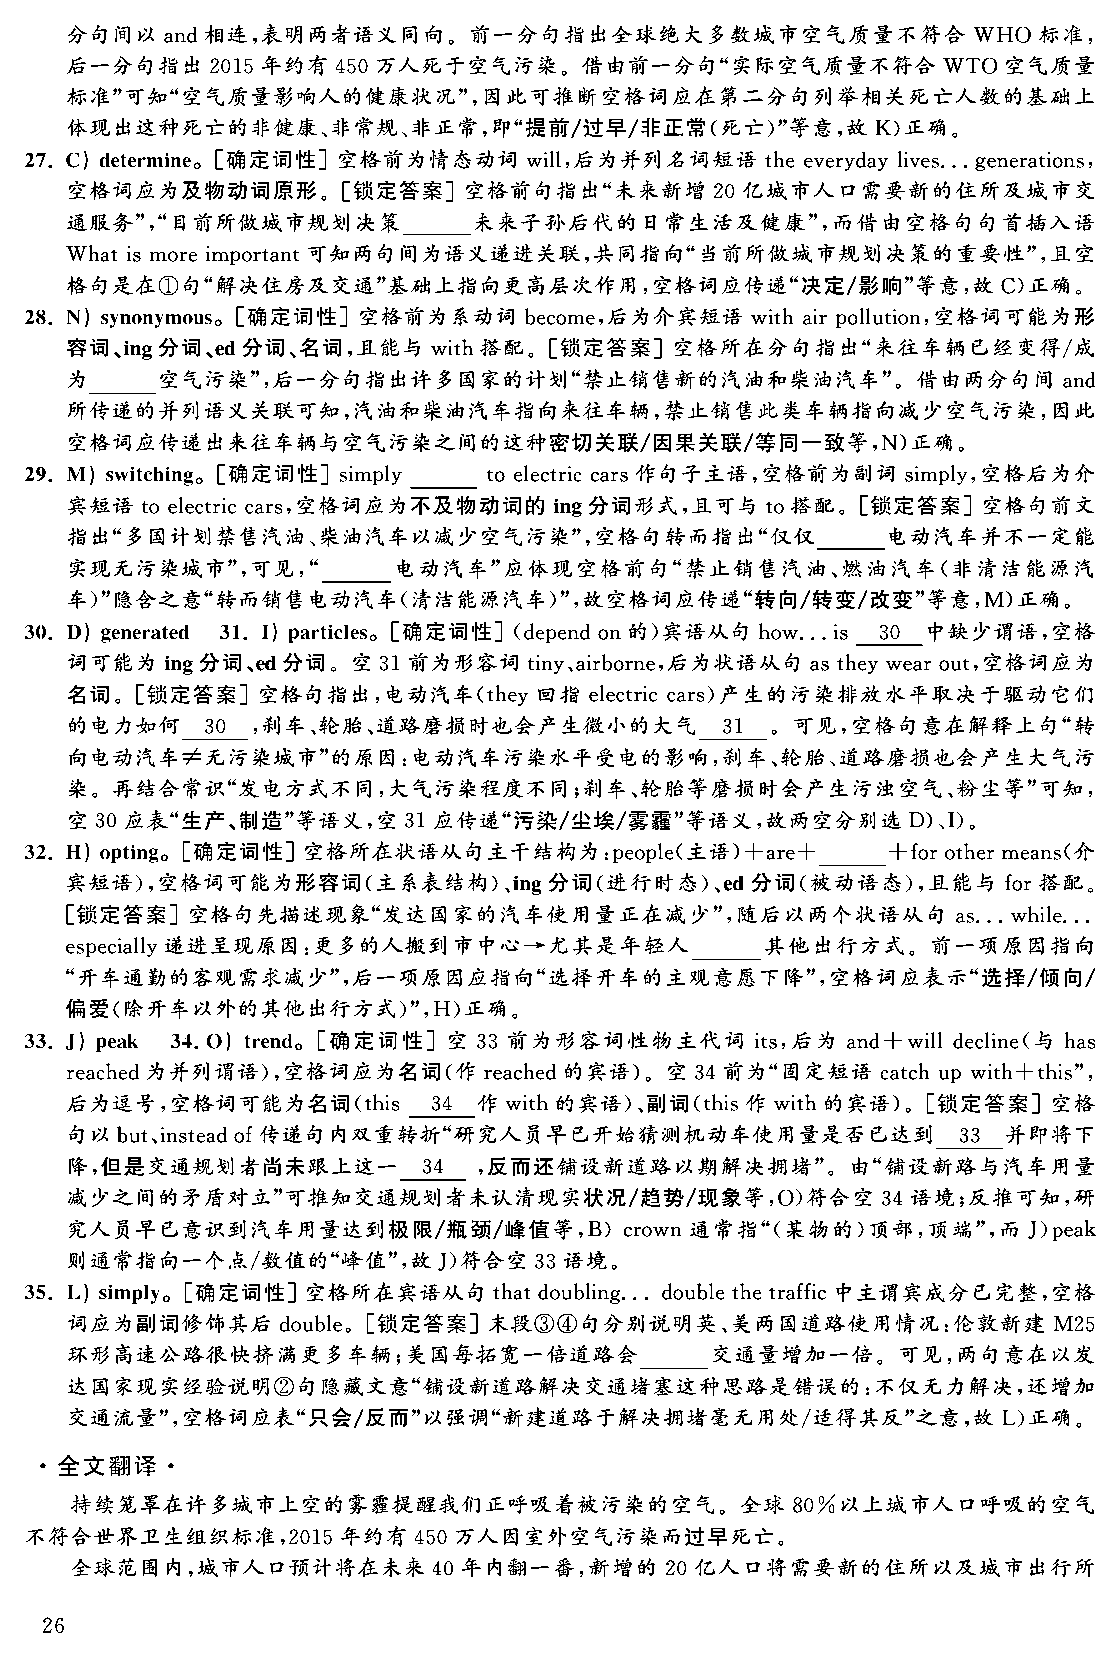 分句间以 and 相连,表明两者语义同向。前一分句指出全球绝大多数城市空气质量不符合 WHO 标准,
后一分句指出 2015 年约有 450 万人死于空气污染。借由前一分句“实际空气质量不符合 WTO 空气质量
标准”可知“空气质量影响人的健康状况”,因此可推断空格词应在第二分句列举相关死亡人数的基础上
体现出这种死亡的非健康、非常规、非正常,即“提前/过早/非正常(死亡)”等意,故 K)正确。
27. C) determine。[确定词性] 空格前为情态动词 will,后为并列名词短语 the everyday lives... generations,
空格词应为及物动词原形。[锁定答案] 空格前句指出“未来新增 20 亿城市人口需要新的住所及城市交
通服务”,“目前所做城市规划决策______未来子孙后代的日常生活及健康”,而借由空格句句首插入语
What is more important 可知两句间为语义递进关联,共同指向“当前所做城市规划决策的重要性”,且空
格句是在①句“解决住房及交通”基础上指向更高层次作用,空格词应传递“决定/影响”等意,故 C)正确。
28. N) synonymous。[确定词性] 空格前为系动词 become,后为介宾短语 with air pollution,空格词可能为形
容词、ing 分词、ed 分词、名词,且能与 with 搭配。[锁定答案] 空格所在分句指出“来往车辆已经变得/成
为______空气污染”,后一分句指出许多国家的计划“禁止销售新的汽油和柴油汽车”。借由两分句间 and
所传递的并列语义关联可知,汽油和柴油汽车指向来往车辆,禁止销售此类车辆指向减少空气污染,因此
空格词应传递出来往车辆与空气污染之间的这种密切关联/因果关联/等同一致等,N)正确。
29. M) switching。[确定词性] simply ______ to electric cars 作句子主语,空格前为副词 simply,空格后为介
宾短语 to electric cars,空格词应为不及物动词的 ing 分词形式,且可与 to 搭配。[锁定答案] 空格句前文
指出“多国计划禁售汽油、柴油汽车以减少空气污染”,空格句转而指出“仅仅______电动汽车并不一定能
实现无污染城市”,可见,“______电动汽车”应体现空格前句“禁止销售汽油、燃油汽车(非清洁能源汽
车)”隐含之意“转而销售电动汽车(清洁能源汽车)”,故空格词应传递“转向/转变/改变”等意,M)正确。
30. D) generated 31. I) particles。[确定词性] (depend on 的)宾语从句 how... is 30 中缺少谓语,空格
词可能为 ing 分词、ed 分词。空 31 前为形容词 tiny、airborne,后为状语从句 as they wear out,空格词应为
名词。[锁定答案] 空格句指出,电动汽车(they 回指 electric cars)产生的污染排放水平取决于驱动它们
的电力如何 30 ,刹车、轮胎、道路磨损时也会产生微小的大气 31 。可见,空格句意在解释上句“转
向电动汽车≠无污染城市”的原因:电动汽车污染水平受电的影响,刹车、轮胎、道路磨损也会产生大气污
染。再结合常识“发电方式不同,大气污染程度不同;刹车、轮胎等磨损时会产生污浊空气、粉尘等”可知,
空 30 应表“生产、制造”等语义,空 31 应传递“污染/尘埃/雾霾”等语义,故两空分别选 D)、I)。
32. H) opting。[确定词性] 空格所在状语从句主干结构为:people(主语)+are+______+for other means(介
宾短语),空格词可能为形容词(主系表结构)、ing 分词(进行时态)、ed 分词(被动语态),且能与 for 搭配。
[锁定答案] 空格句先描述现象“发达国家的汽车使用量正在减少”,随后以两个状语从句 as... while...
especially 递进呈现原因:更多的人搬到市中心→尤其是年轻人______其他出行方式。前一项原因指向
“开车通勤的客观需求减少”,后一项原因应指向“选择开车的主观意愿下降”,空格词应表示“选择/倾向/
偏爱(除开车以外的其他出行方式)”,H)正确。
33. J) peak 34. O) trend。[确定词性] 空 33 前为形容词性物主代词 its,后为 and+will decline(与 has
reached 为并列谓语),空格词应为名词(作 reached 的宾语)。空 34 前为“固定短语 catch up with+this”,
后为逗号,空格词可能为名词(this 34 作 with 的宾语)、副词(this 作 with 的宾语)。[锁定答案] 空格
句以 but、instead of 传递句内双重转折“研究人员早已开始猜测机动车使用量是否已达到 33 并即将下
降,但是交通规划者尚未跟上这一 34 ,反而还铺设新道路以期解决拥堵”。由“铺设新路与汽车用量
减少之间的矛盾对立”可推知交通规划者未认清现实状况/趋势/现象等,O)符合空 34 语境;反推可知,研
究人员早已意识到汽车用量达到极限/瓶颈/峰值等,B) crown 通常指“(某物的)顶部,顶端”,而 J)peak
则通常指向一个点/数值的“峰值”,故 J)符合空 33 语境。
35. L) simply。[确定词性] 空格所在宾语从句 that doubling... double the traffic 中主谓宾成分已完整,空格
词应为副词修饰其后 double。[锁定答案] 末段③④句分别说明英、美两国道路使用情况:伦敦新建 M25
环形高速公路很快挤满更多车辆;美国每拓宽一倍道路会______交通量增加一倍。可见,两句意在以发
达国家现实经验说明②句隐藏文意“铺设新道路解决交通堵塞这种思路是错误的:不仅无力解决,还增加
交通流量”,空格词应表“只会/反而”以强调“新建道路于解决拥堵毫无用处/适得其反”之意,故 L)正确。
·全文翻译·
持续笼罩在许多城市上空的雾霾提醒我们正呼吸着被污染的空气。全球 80%以上城市人口呼吸的空气
不符合世界卫生组织标准,2015 年约有 450 万人因室外空气污染而过早死亡。
全球范围内,城市人口预计将在未来 40 年内翻一番,新增的 20 亿人口将需要新的住所以及城市出行所
26